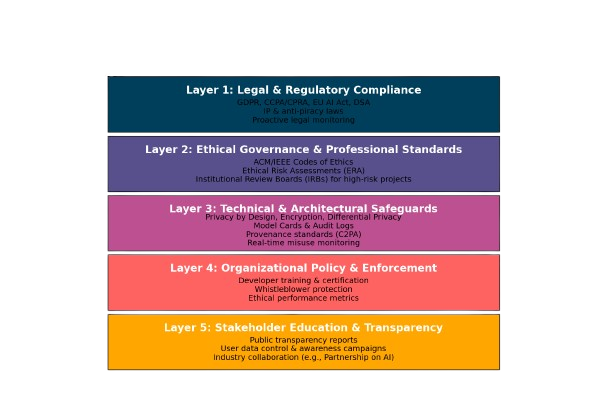 Layer 1: Legal & Regulatory Compliance
GDPR, CCPA/CPRA, EU AI Act, DSA
IP & anti-piracy laws
Proactive legal monitoring
Layer 2: Ethical Governance & Professional Standards
ACM/IEEE Codes of Ethics
Ethical Risk Assessments (ERA)
Institutional Review Boards (IRBs) for high-risk projects
Layer 3: Technical & Architectural Safeguards
Privacy by Design, Encryption, Differential Privacy
Model Cards & Audit Logs
Provenance standards (C2PA)
Real-time misuse monitoring
Layer 4: Organizational Policy & Enforcement
Developer training & certification
Whistleblower protection
Ethical performance metrics
Layer 5: Stakeholder Education & Transparency
Public transparency reports
User data control & awareness campaigns
Industry collaboration (e.g., Partnership on AI)